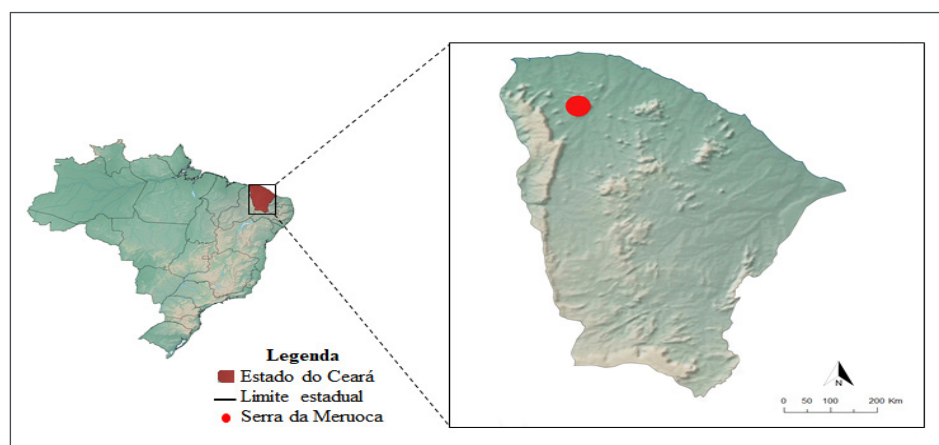 Legenda
Estado do Ceará
Limite estadual
Serra da Meruoca
N
0 50 100 200 Km